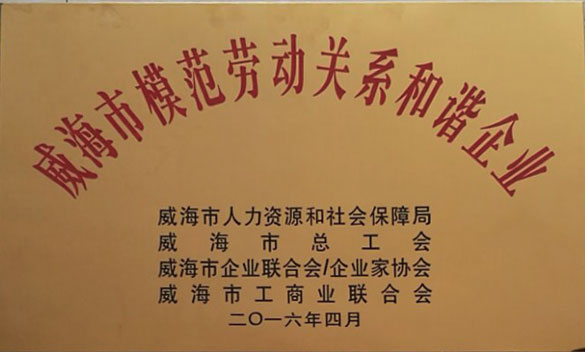 威海市模范劳动关系和谐企业
威海市人力资源和社会保障局
威海市总工会
威海市企业联合会/企业家协会
威海市工商业联合会
二〇一六年四月